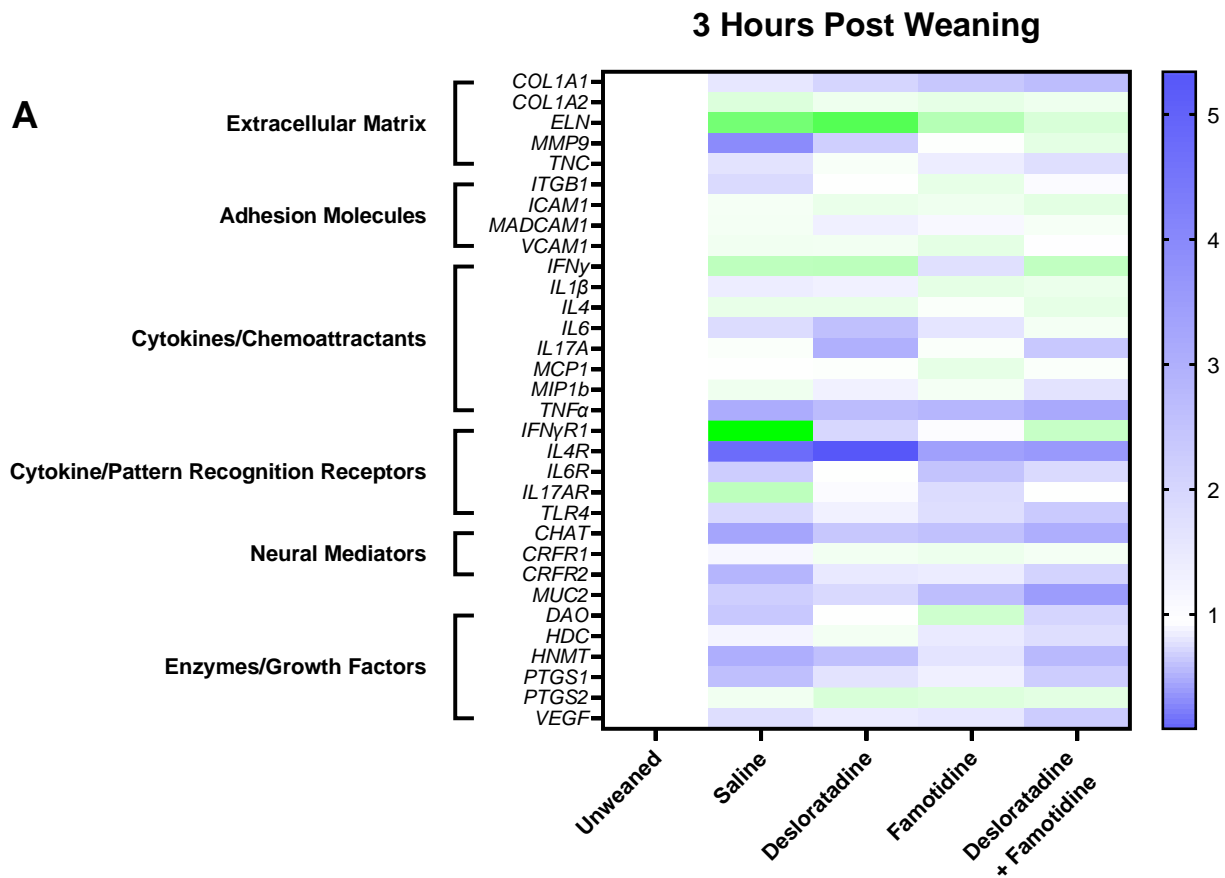 3 Hours Post Weaning
A
Extracellular Matrix
Adhesion Molecules
Cytokines/Chemoattractants
Cytokine/Pattern Recognition Receptors
Neural Mediators
Enzymes/Growth Factors
COL1A1
COL1A2
ELN
MMP9
TNC
ITGB1
ICAM1
MADCAM1
VCAM1
IFNy
IL1β
IL4
IL6
IL17A
MCP1
MIP1b
TNFα
IFNγR1
IL4R
IL6R
IL17AR
TLR4
CHAT
CRFR1
CRFR2
MUC2
DAO
HDC
HNMT
PTGS1
PTGS2
VEGF
Unweaned
Saline
Desloratadine
Famotidine
Desloratadine
+ Famotidine
5
4
3
2
1